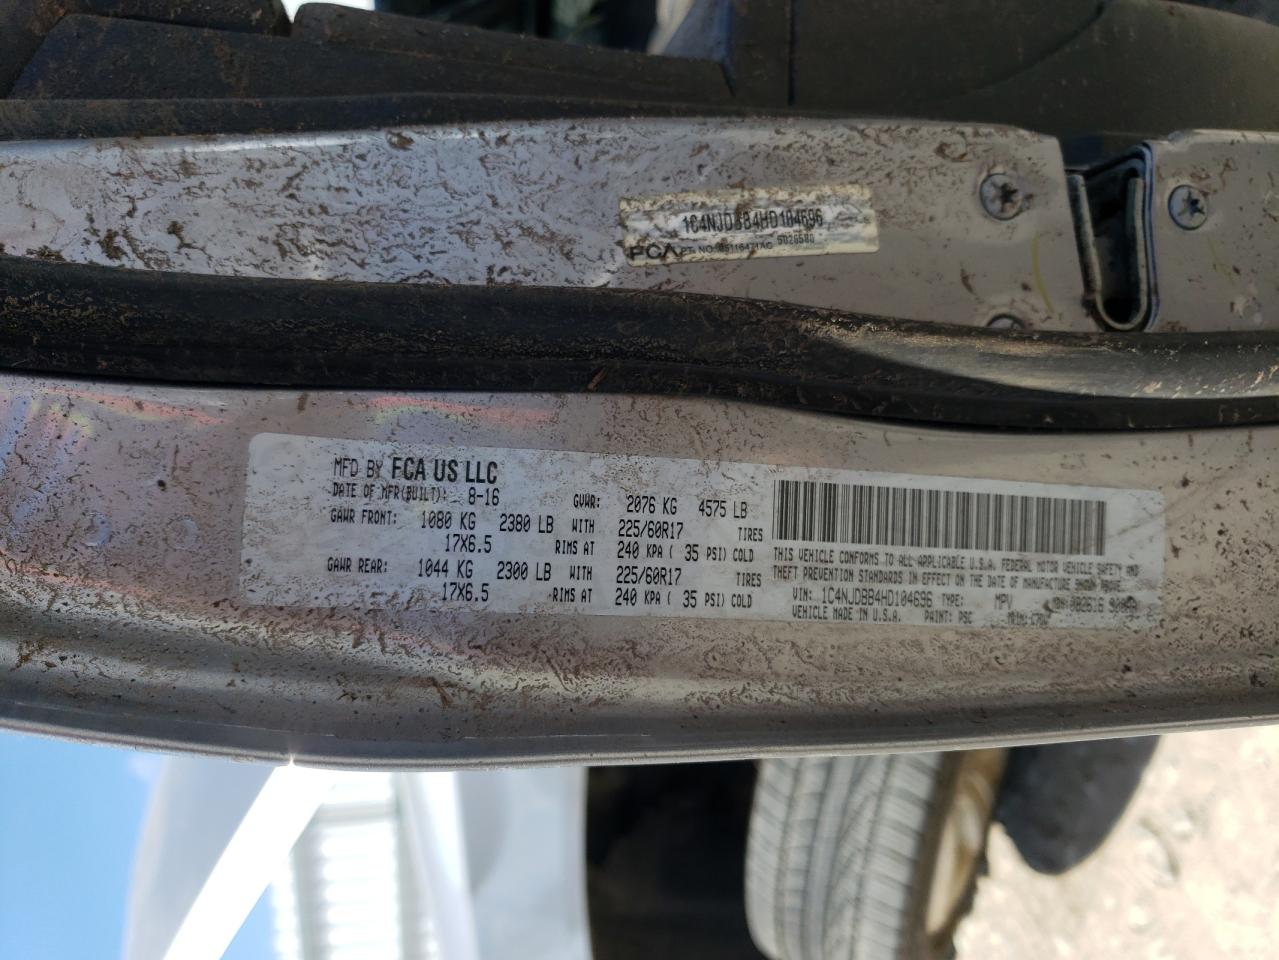 1C4NJDBB4HD104696
FCA PT. NO. 05116471AC 5026580
MFD BY FCA US LLC
DATE OF MFR(BUILT): 8-16 GVWR: 2076 KG 4575 LB
GAWR FRONT: 1080 KG 2380 LB WITH 225/60R17 TIRES
17X6.5 RIMS AT 240 KPA ( 35 PSI) COLD
GAWR REAR: 1044 KG 2300 LB WITH 225/60R17 TIRES
17X6.5 RIMS AT 240 KPA ( 35 PSI) COLD
THIS VEHICLE CONFORMS TO ALL APPLICABLE U.S.A. FEDERAL MOTOR VEHICLE SAFETY AND
THEFT PREVENTION STANDARDS IN EFFECT ON THE DATE OF MANUFACTURE SHOWN ABOVE.
VIN: 1C4NJDBB4HD104696 TYPE: MPV
VEHICLE MADE IN U.S.A. PAINT: PSC